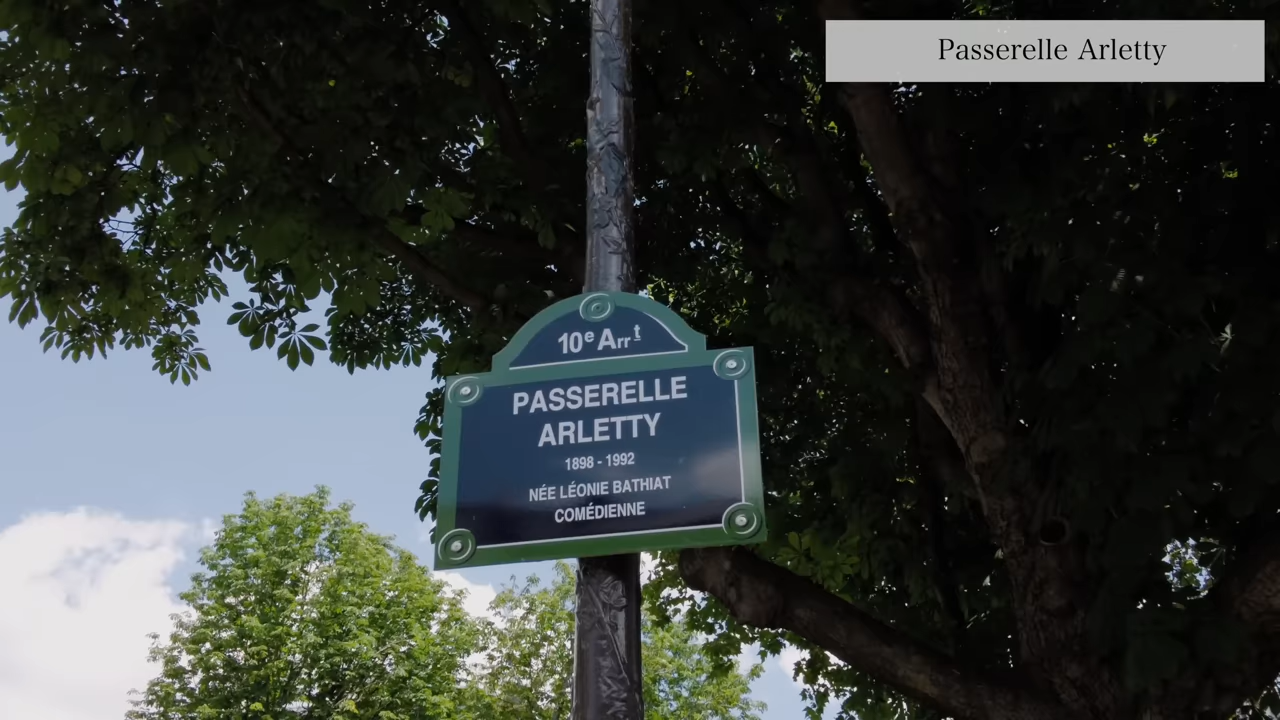 Passerelle Arletty
10e Arrt
PASSERELLE
ARLETTY
1898 - 1992
NÉE LÉONIE BATHIAT
COMÉDIENNE